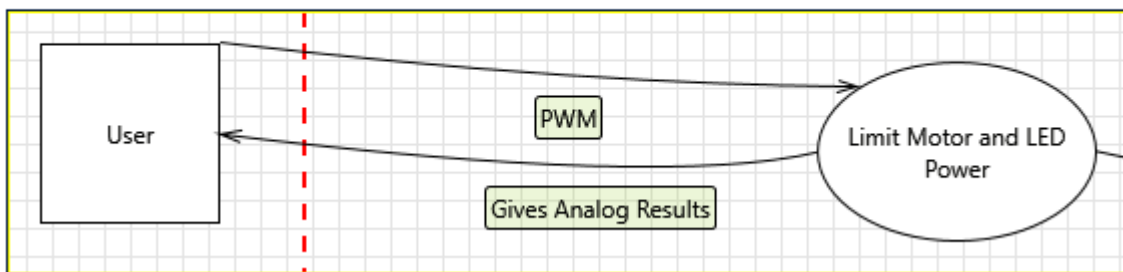 User
PWM
Gives Analog Results
Limit Motor and LED
Power